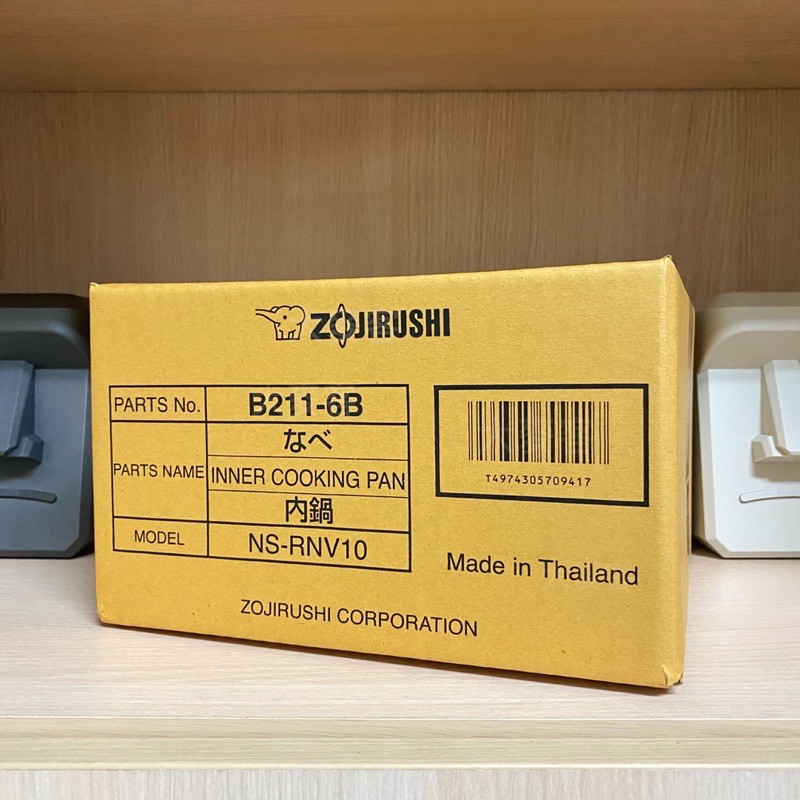 ZOJIRUSHI
PARTS No. B211-6B
PARTS NAME なべ
INNER COOKING PAN
内鍋
MODEL NS-RNV10
T4974305709417
Made in Thailand
ZOJIRUSHI CORPORATION